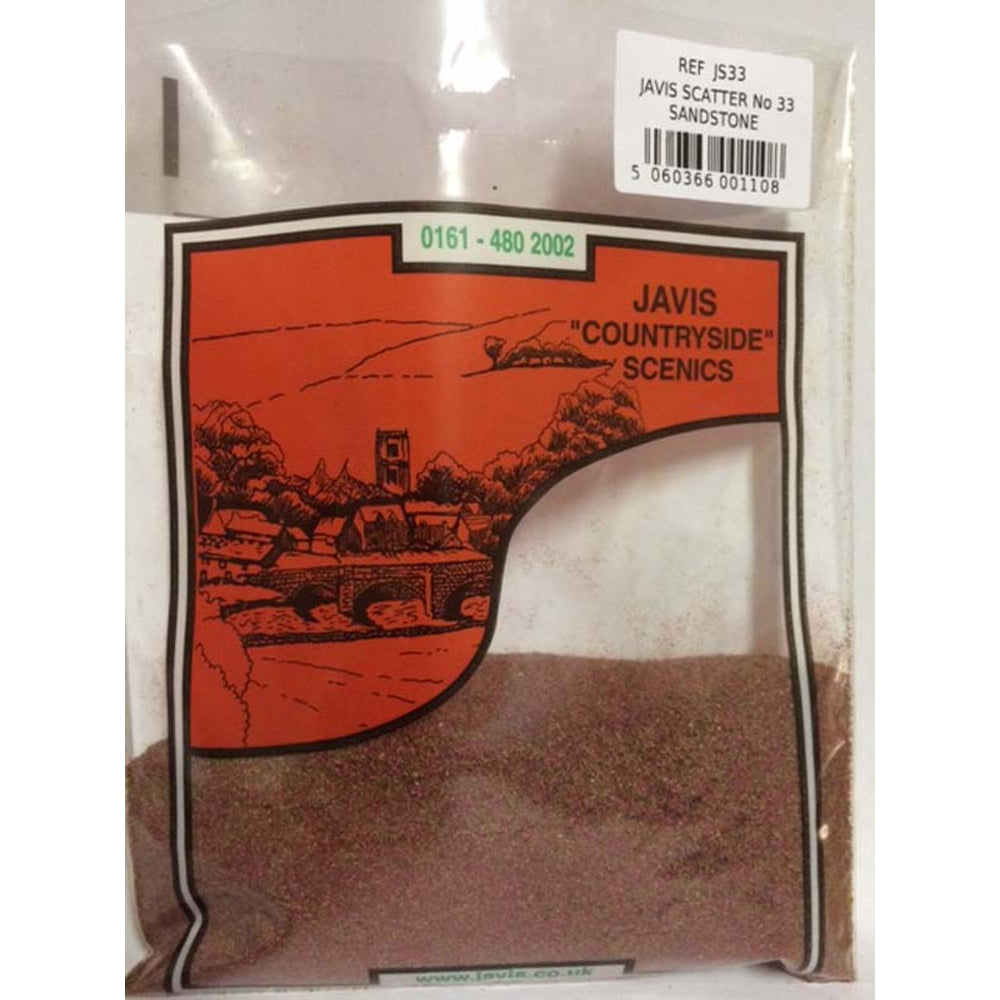 REF JS33
JAVIS SCATTER No 33
SANDSTONE
5 060366 001108
0161 - 480 2002
JAVIS
"COUNTRYSIDE"
SCENICS
www.javis.co.uk